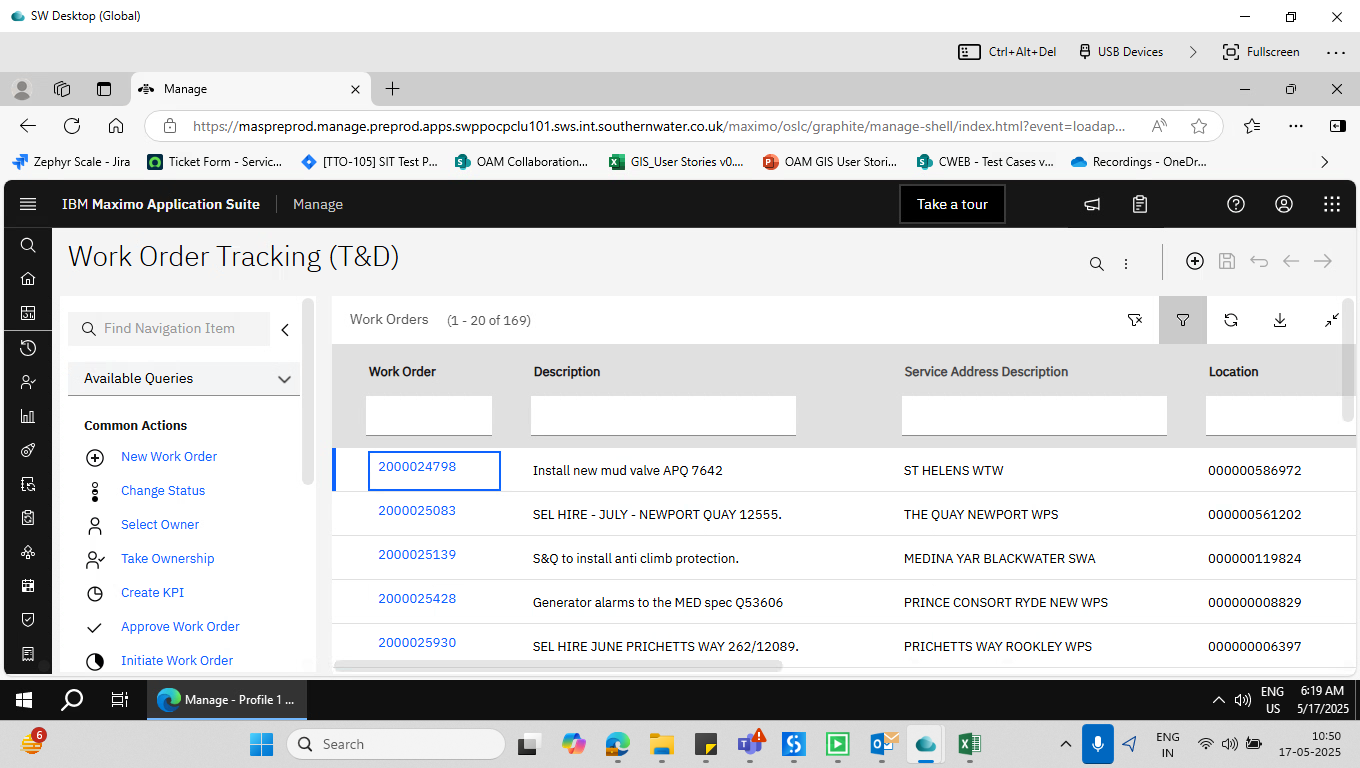 SW Desktop (Global)
Ctrl+Alt+Del USB Devices Fullscreen
Manage
https://maspreprod.manage.preprod.apps.swppocpclu101.sws.int.southernwater.co.uk/maximo/oslc/graphite/manage-shell/index.html?event=loadap...
Zephyr Scale - Jira Ticket Form - Servic... [TTO-105] SIT Test P... OAM Collaboration... GIS_User Stories v0.... OAM GIS User Stori... CWEB - Test Cases v... Recordings - OneDr...
IBM Maximo Application Suite Manage Take a tour
Work Order Tracking (T&D)
Find Navigation Item
Available Queries
Common Actions
New Work Order
Change Status
Select Owner
Take Ownership
Create KPI
Approve Work Order
Initiate Work Order
Work Orders (1 - 20 of 169)
Work Order Description Service Address Description Location
2000024798 Install new mud valve APQ 7642 ST HELENS WTW 000000586972
2000025083 SEL HIRE - JULY - NEWPORT QUAY 12555. THE QUAY NEWPORT WPS 000000561202
2000025139 S&Q to install anti climb protection. MEDINA YAR BLACKWATER SWA 000000119824
2000025428 Generator alarms to the MED spec Q53606 PRINCE CONSORT RYDE NEW WPS 000000008829
2000025930 SEL HIRE JUNE PRICHETTS WAY 262/12089. PRICHETTS WAY ROOKLEY WPS 000000006397
Manage - Profile 1 ...
ENG
US
6:19 AM
5/17/2025
6
Search
ENG
IN
10:50
17-05-2025